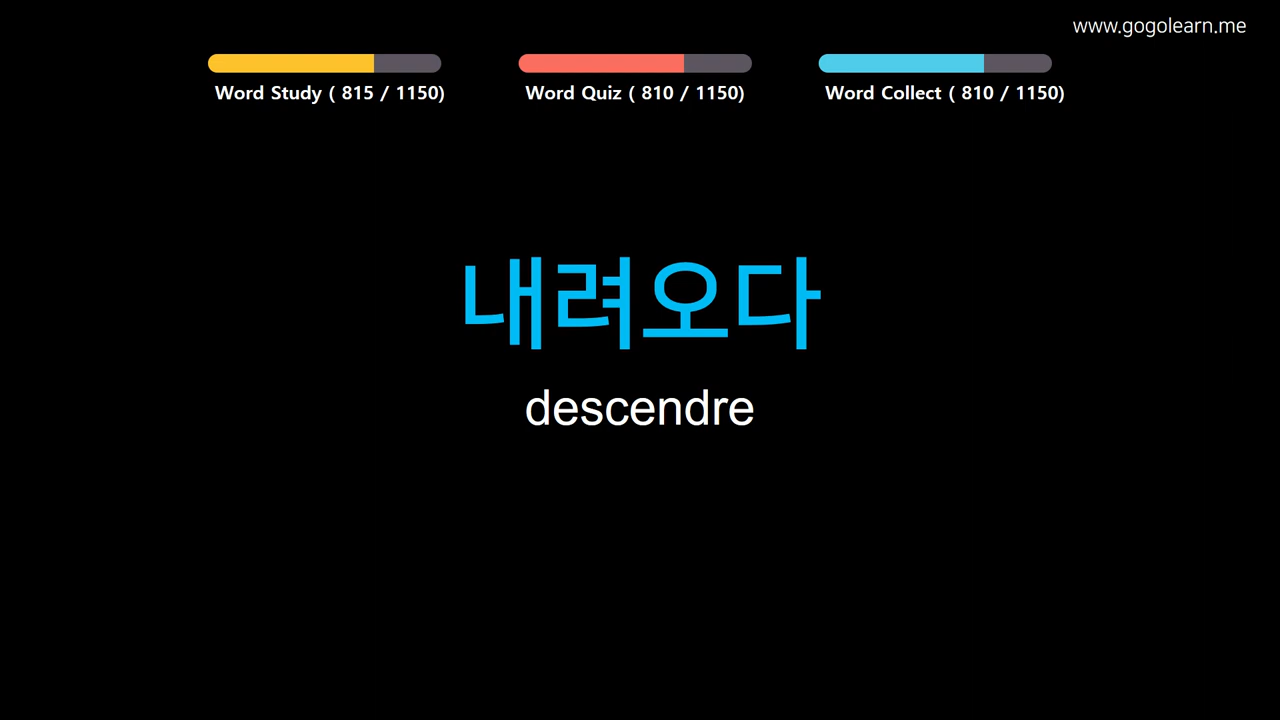 www.gogolearn.me
Word Study ( 815 / 1150)
Word Quiz ( 810 / 1150)
Word Collect ( 810 / 1150)
내려오다
descendre